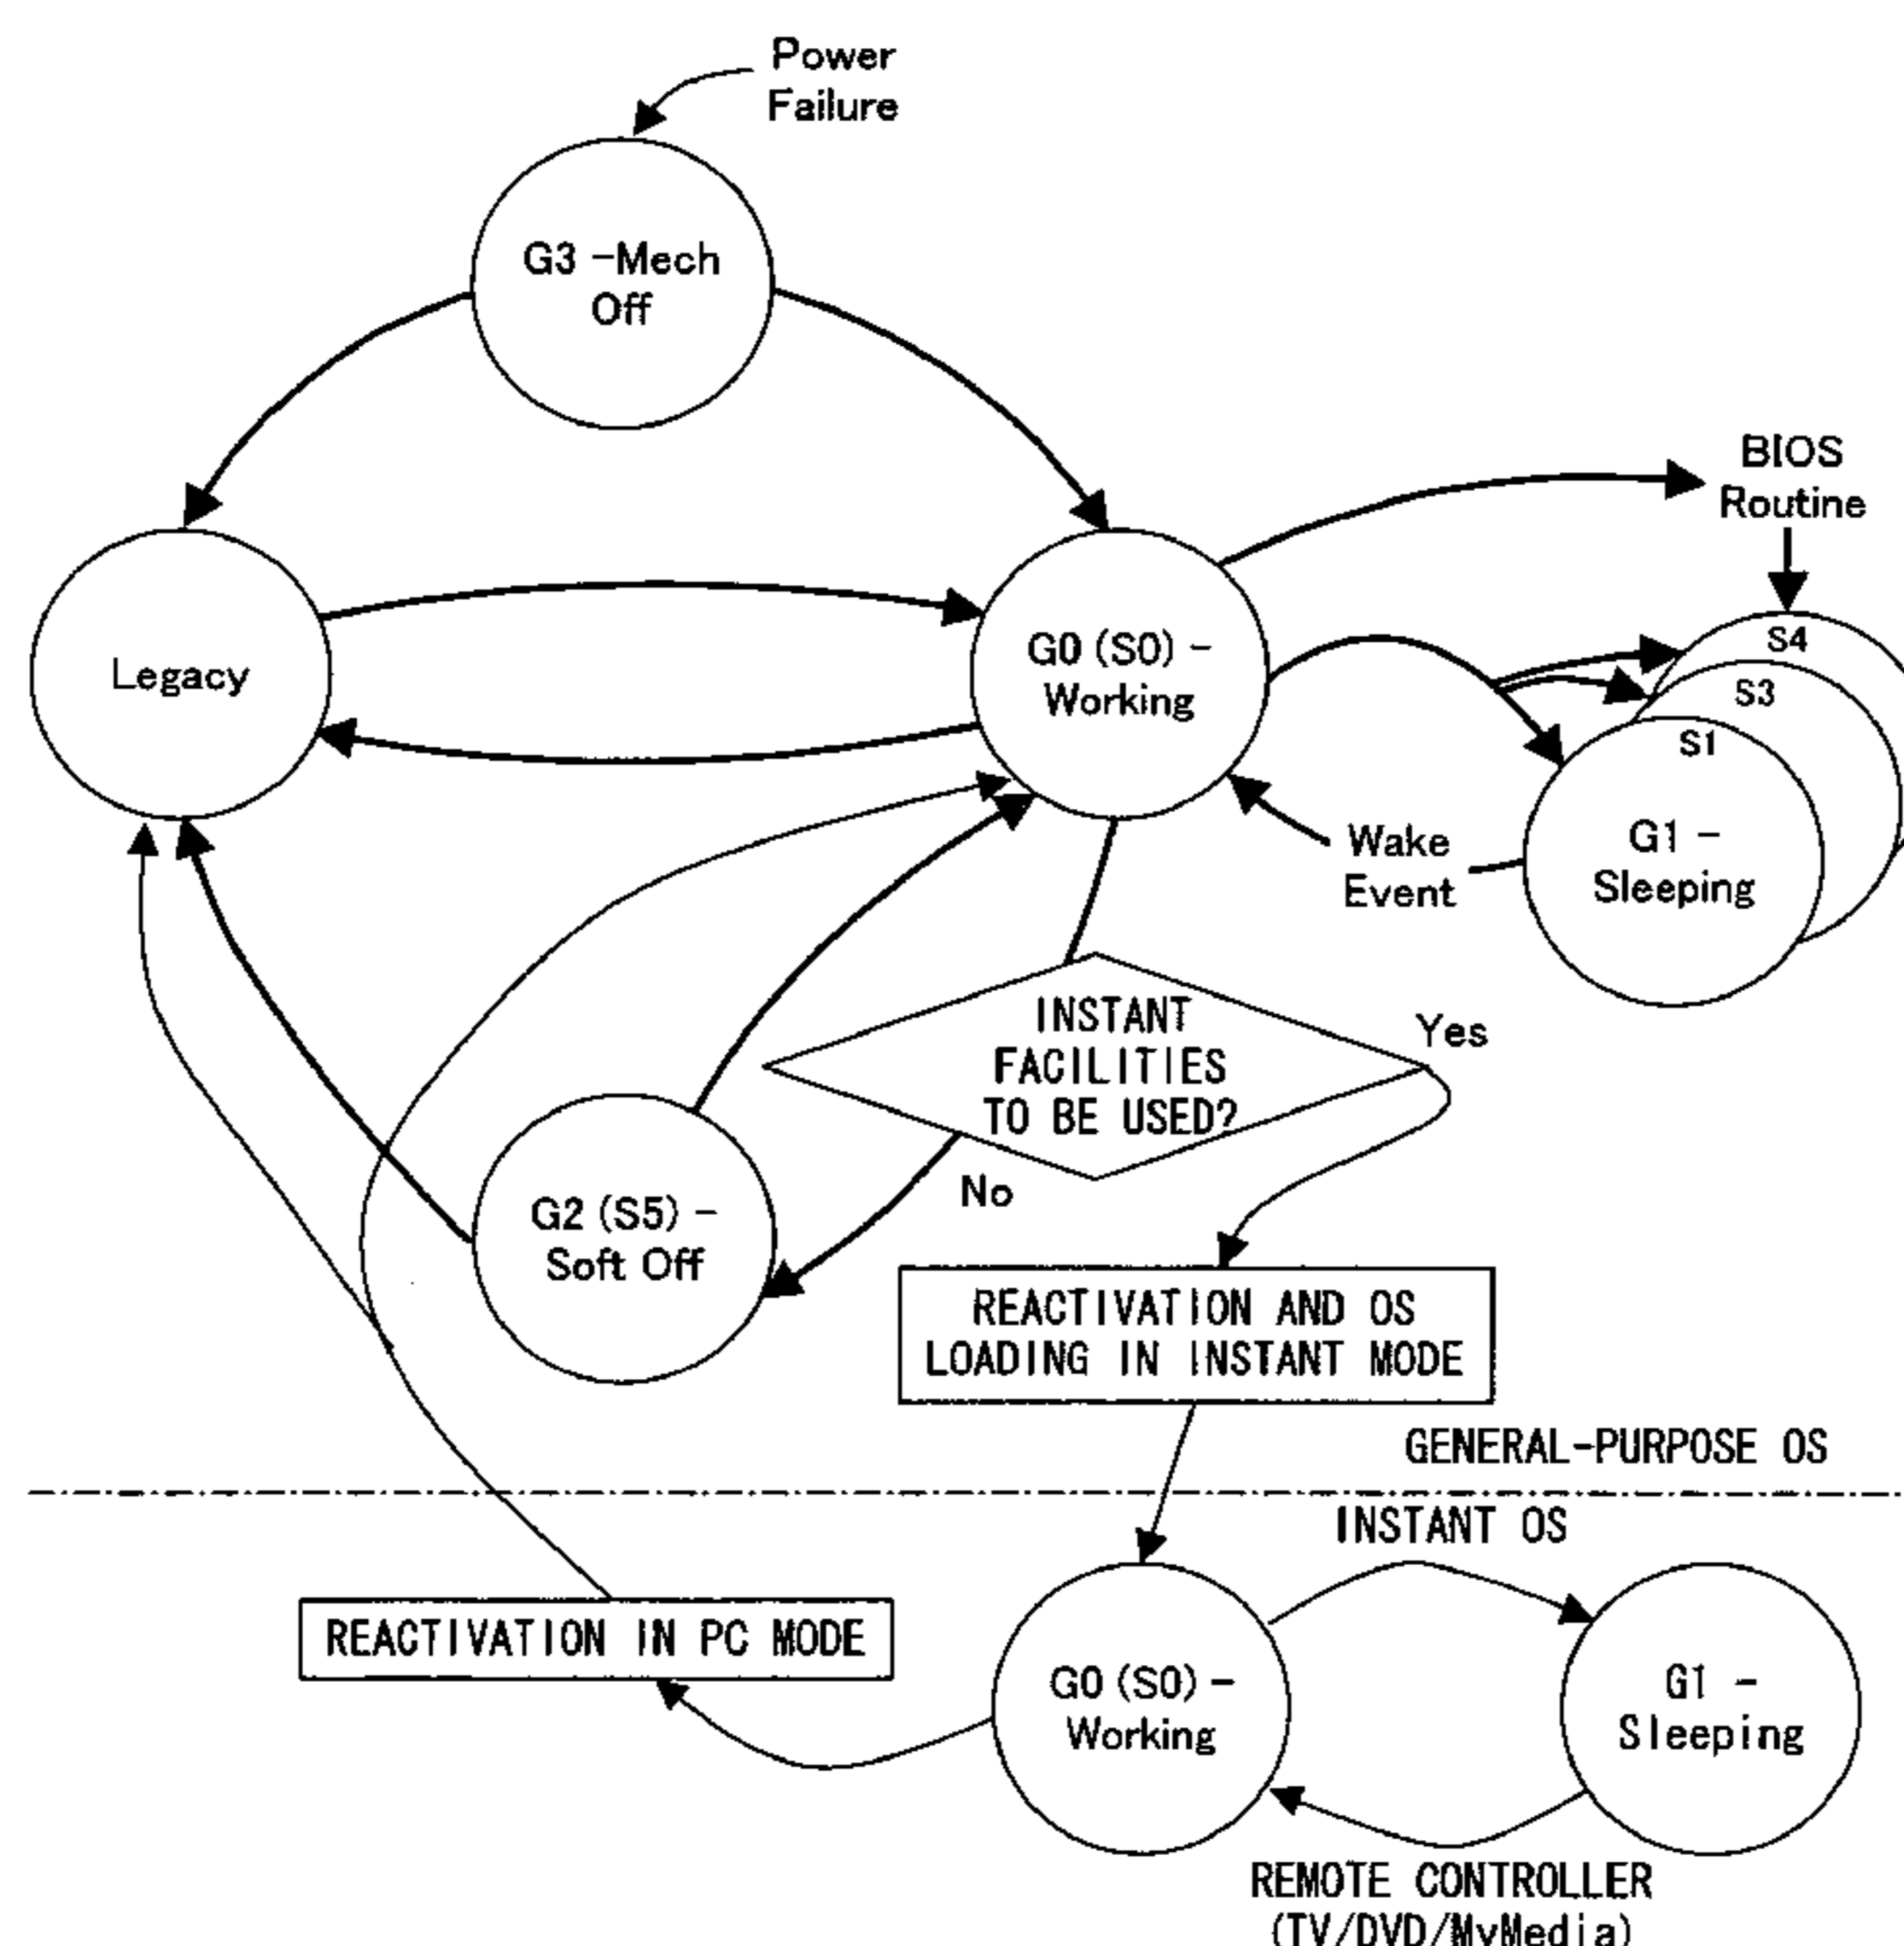 Power
Failure
G3 -Mech
Off
BIOS
Routine
Legacy
G0 (S0) -
Working
S4
S3
S1
G1 -
Sleeping
Wake
Event
INSTANT
FACILITIES
TO BE USED?
Yes
No
G2 (S5) -
Soft Off
REACTIVATION AND OS
LOADING IN INSTANT MODE
GENERAL-PURPOSE OS
INSTANT OS
REACTIVATION IN PC MODE
G0 (S0) -
Working
G1 -
Sleeping
REMOTE CONTROLLER
(TV/DVD/MyMedia)